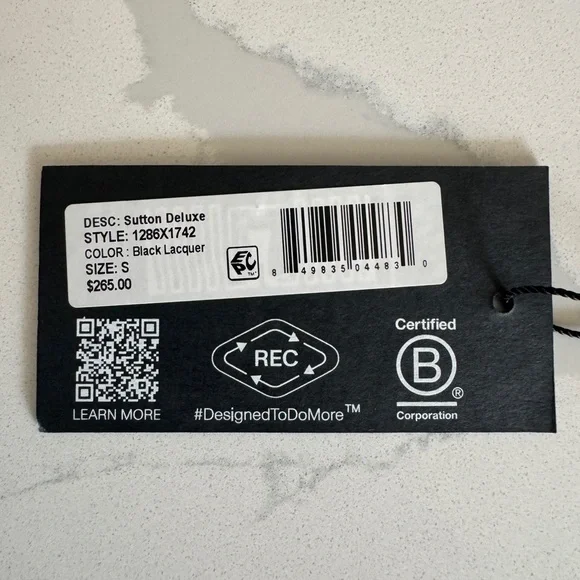 DESC: Sutton Deluxe
STYLE: 1286X1742
COLOR : Black Lacquer
SIZE: S
$265.00
EPC™
8 49835 04483 0
LEARN MORE
REC
#DesignedToDoMore™
Certified
B®
Corporation